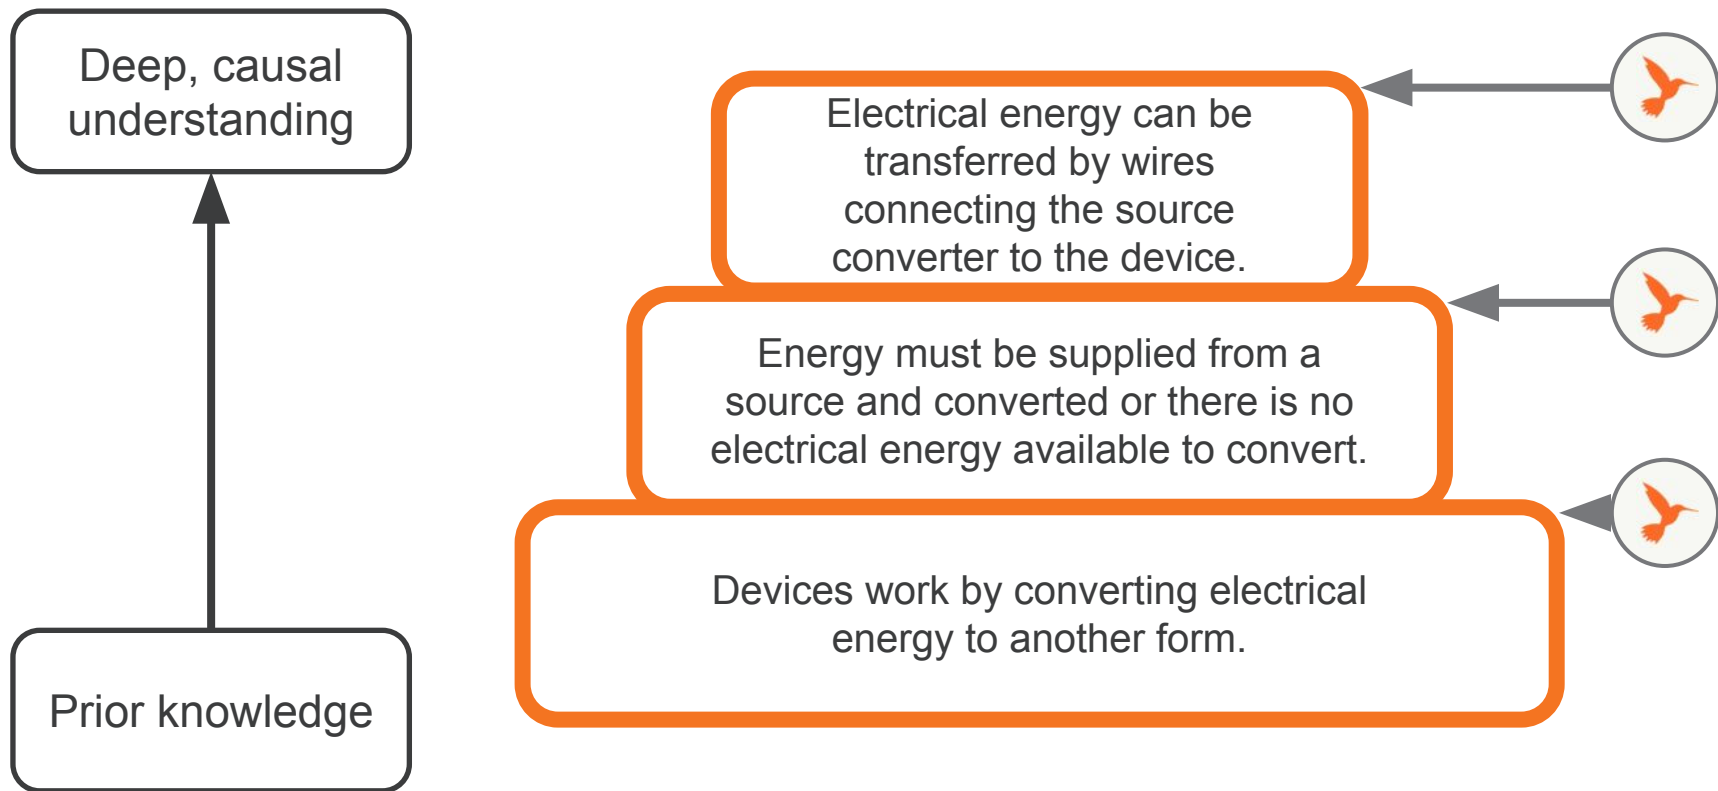 Deep, causal
understanding
Prior knowledge
Electrical energy can be
transferred by wires
connecting the source
converter to the device.
Energy must be supplied from a
source and converted or there is no
electrical energy available to convert.
Devices work by converting electrical
energy to another form.